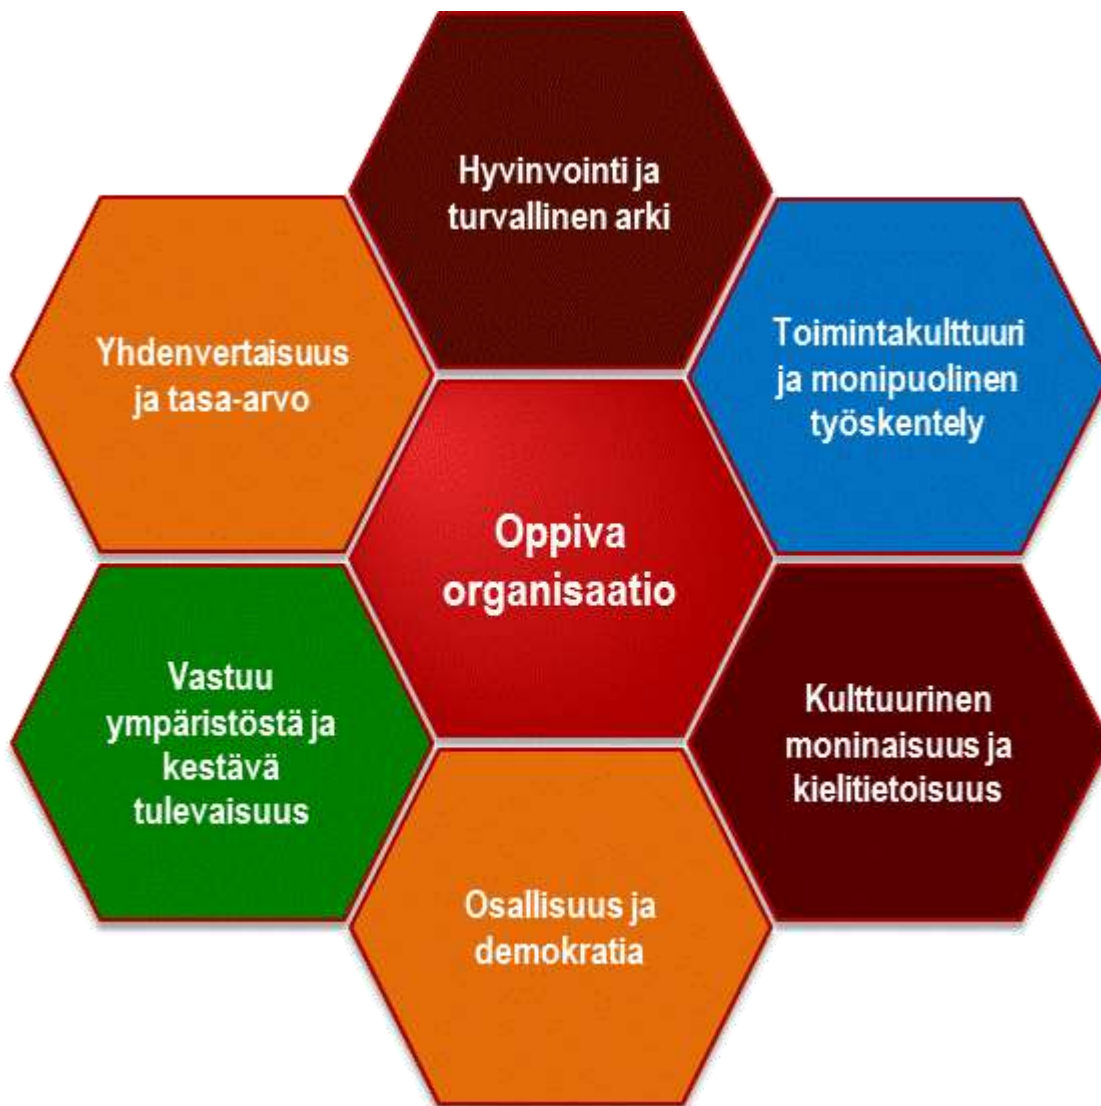 Hyvinvointi ja
turvallinen arki
Yhdenvertaisuus
ja tasa-arvo
Toimintakulttuuri
ja monipuolinen
työskentely
Oppiva
organisaatio
Vastuu
ympäristöstä ja
kestävä
tulevaisuus
Kulttuurinen
moninaisuus ja
kielitietoisuus
Osallisuus ja
demokratia